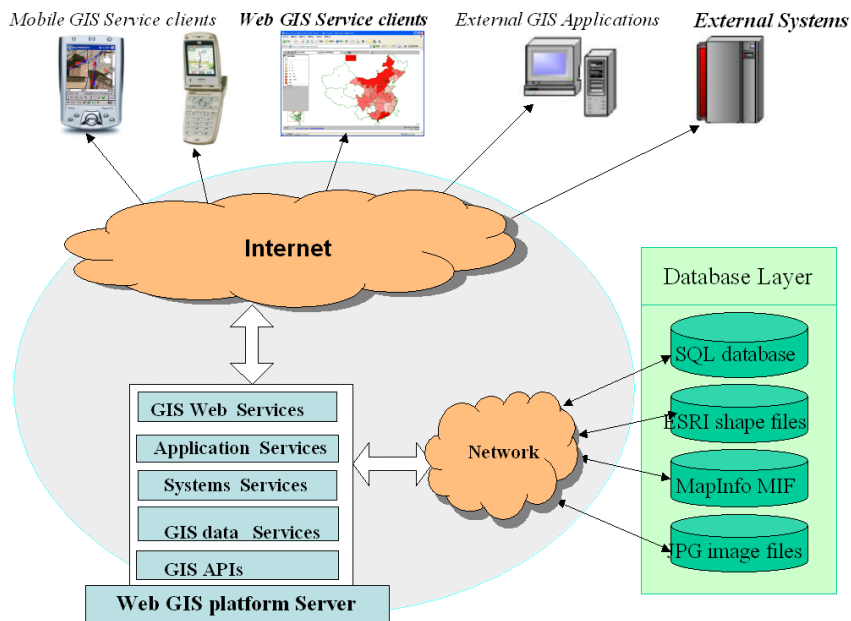 Mobile GIS Service clients
Web GIS Service clients
External GIS Applications
External Systems
Internet
Database Layer
SQL database
ESRI shape files
MapInfo MIF
JPG image files
GIS Web Services
Application Services
Systems Services
GIS data Services
GIS APIs
Web GIS platform Server
Network